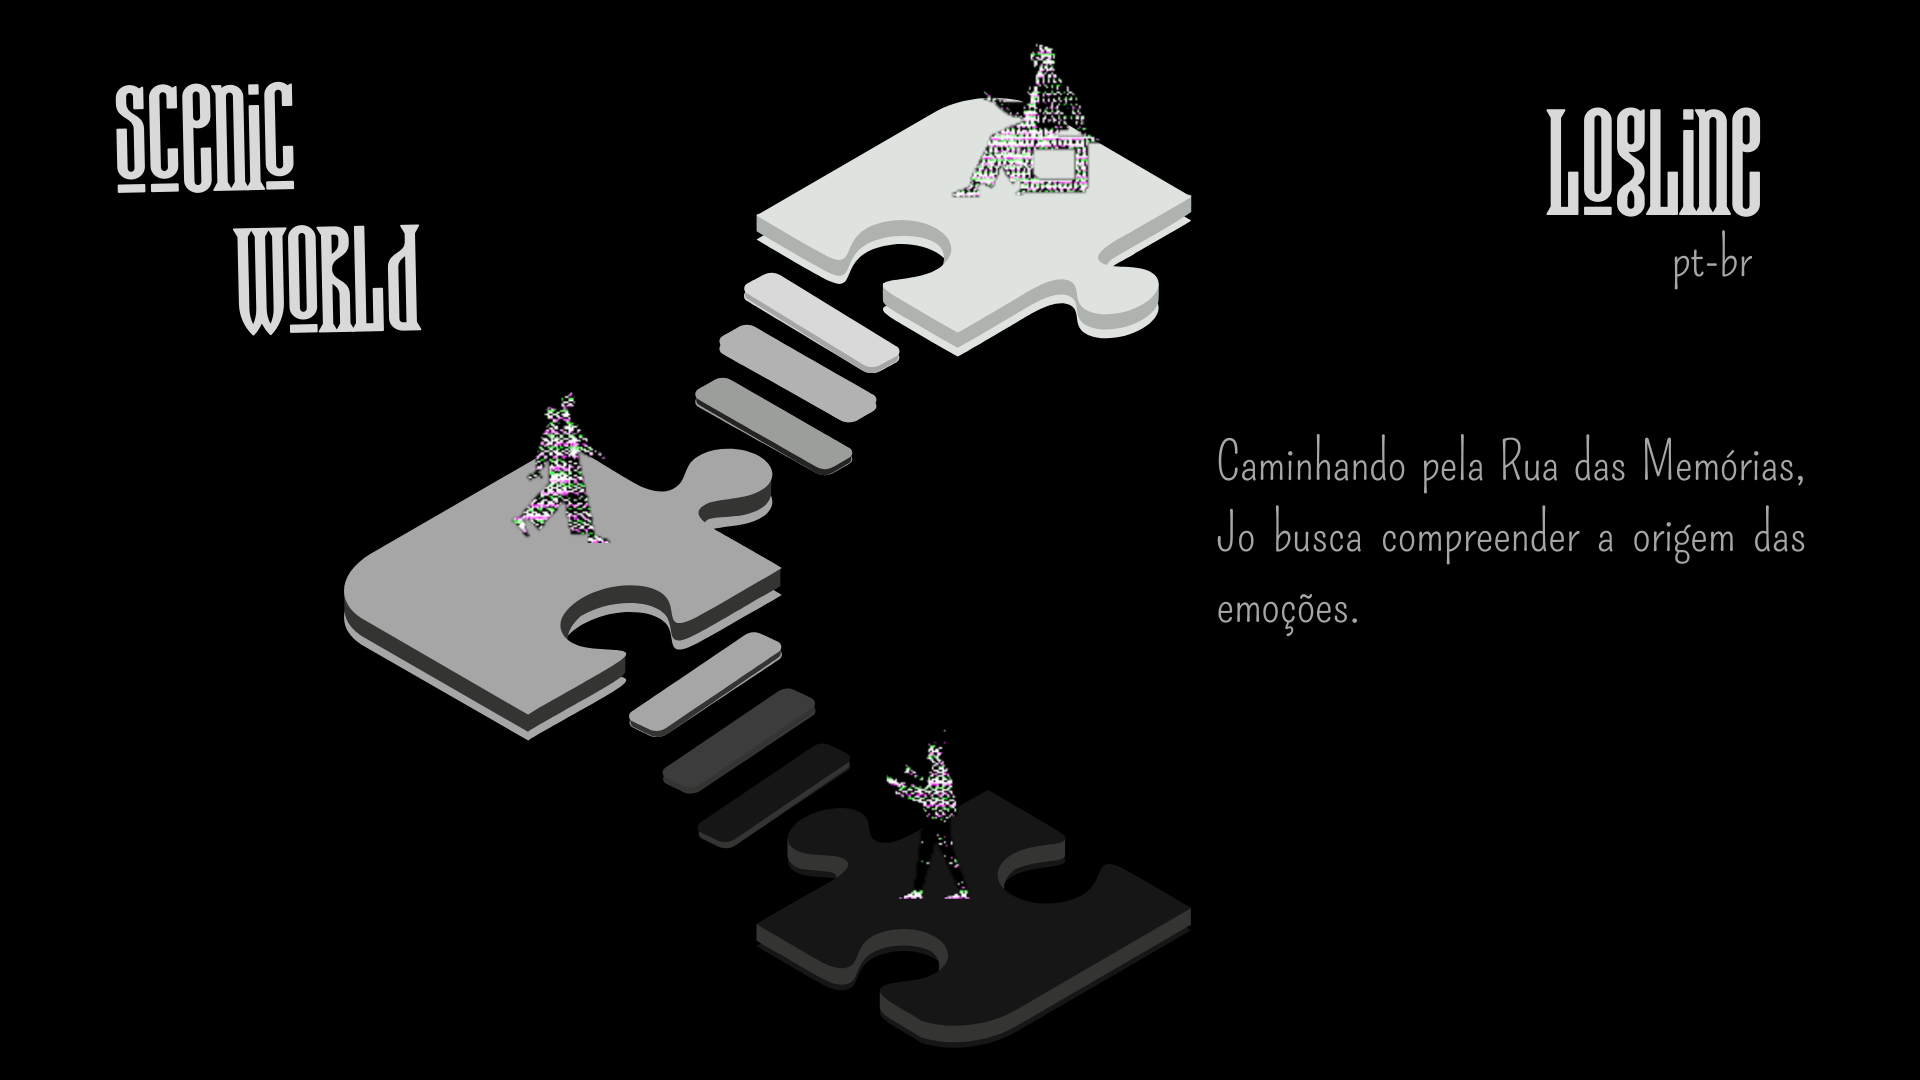 Scenic
World
Logline
pt-br
Caminhando pela Rua das Memórias,
Jo busca compreender a origem das
emoções.